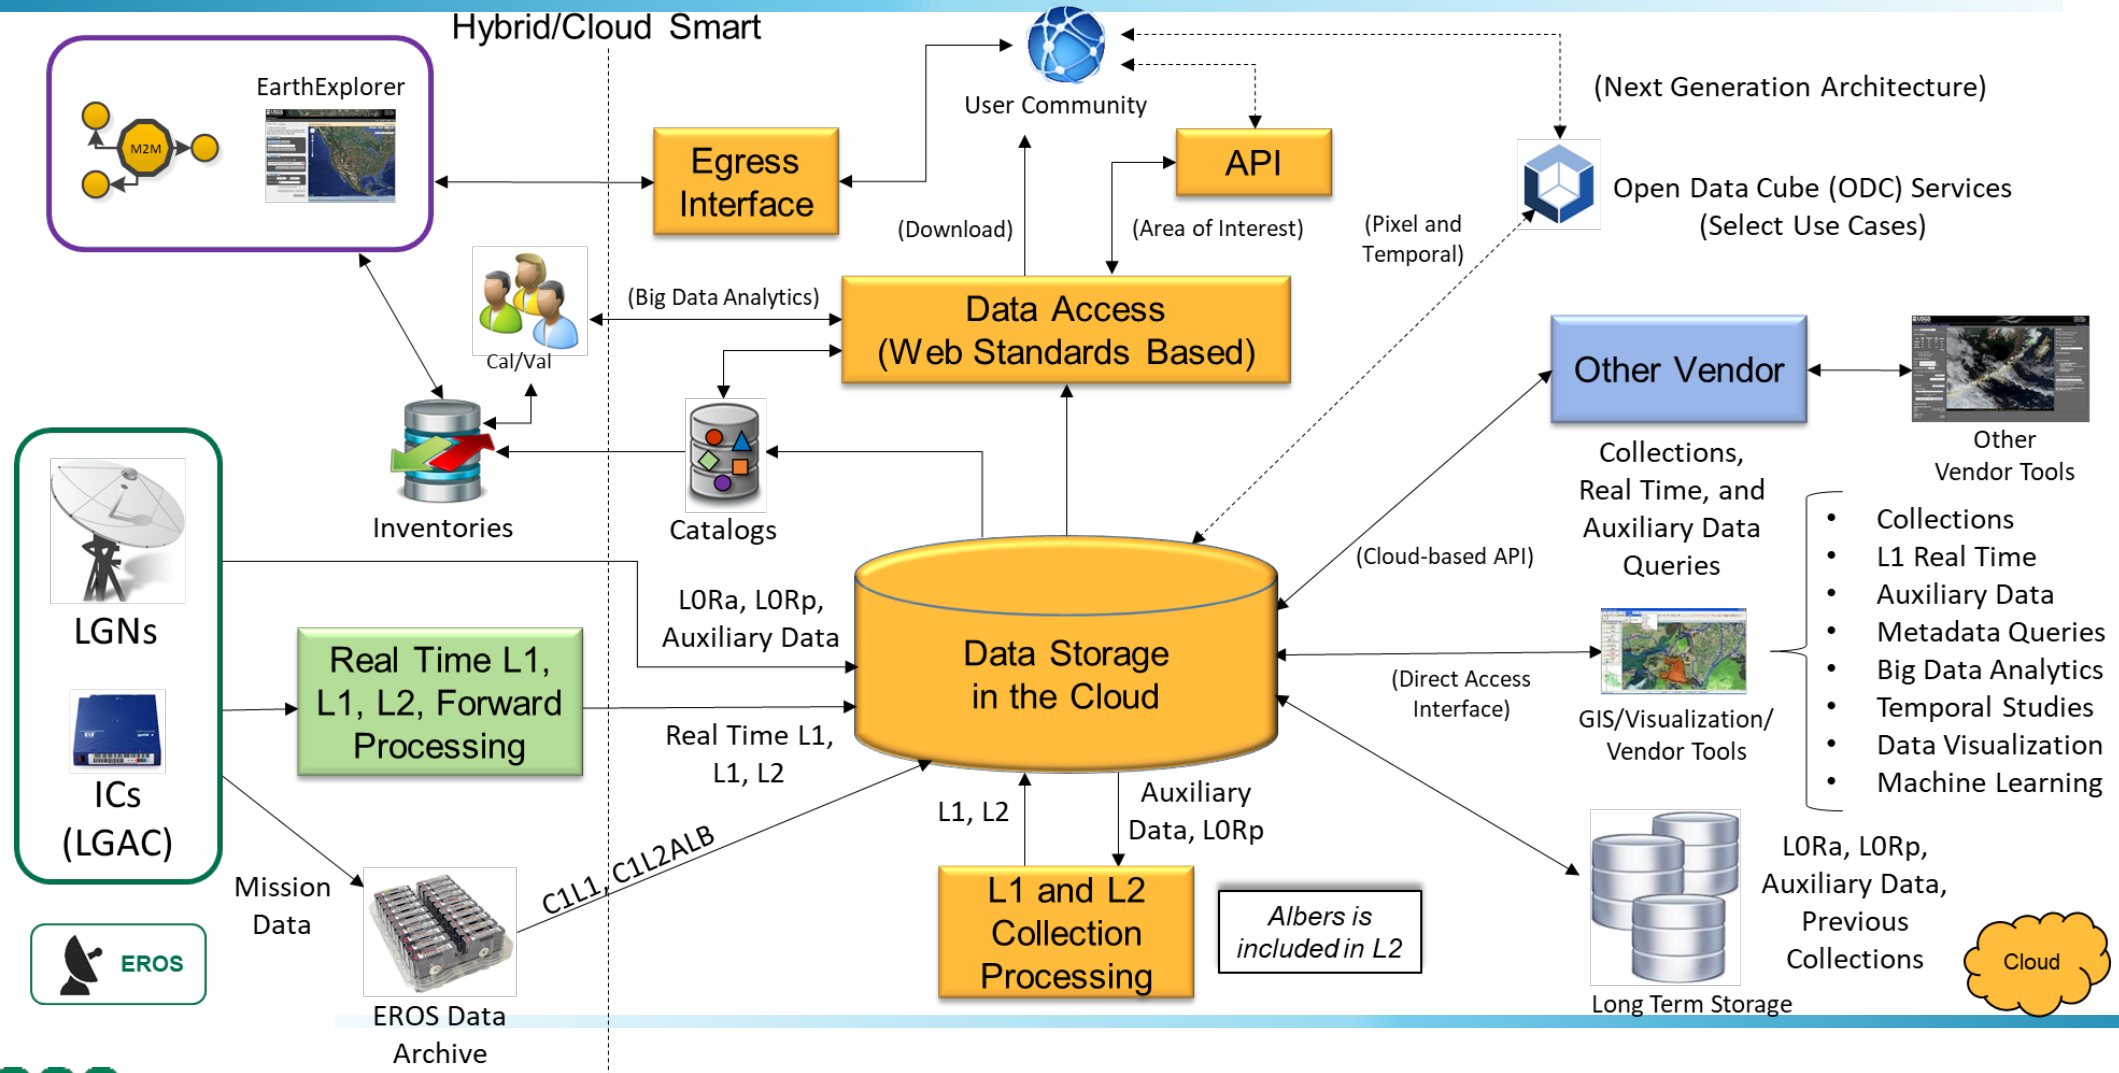 Hybrid/Cloud Smart
EarthExplorer
M2M
User Community
(Next Generation Architecture)
Egress
Interface
API
Open Data Cube (ODC) Services
(Select Use Cases)
(Download)
(Area of Interest)
(Pixel and
Temporal)
(Big Data Analytics)
Cal/Val
Data Access
(Web Standards Based)
Other Vendor
Other
Vendor Tools
Collections,
Real Time, and
Auxiliary Data
Queries
Inventories
Catalogs
(Cloud-based API)
LGNs
L0Ra, L0Rp,
Auxiliary Data
Real Time L1,
L1, L2, Forward
Processing
Data Storage
in the Cloud
(Direct Access
Interface)
GIS/Visualization/
Vendor Tools
• Collections
• L1 Real Time
• Auxiliary Data
• Metadata Queries
• Big Data Analytics
• Temporal Studies
• Data Visualization
• Machine Learning
ICs
(LGAC)
Real Time L1,
L1, L2
L1, L2
Auxiliary
Data, L0Rp
C1L1, C1L2ALB
Mission
Data
EROS
EROS Data
Archive
L1 and L2
Collection
Processing
Albers is
included in L2
Long Term Storage
L0Ra, L0Rp,
Auxiliary Data,
Previous
Collections
Cloud